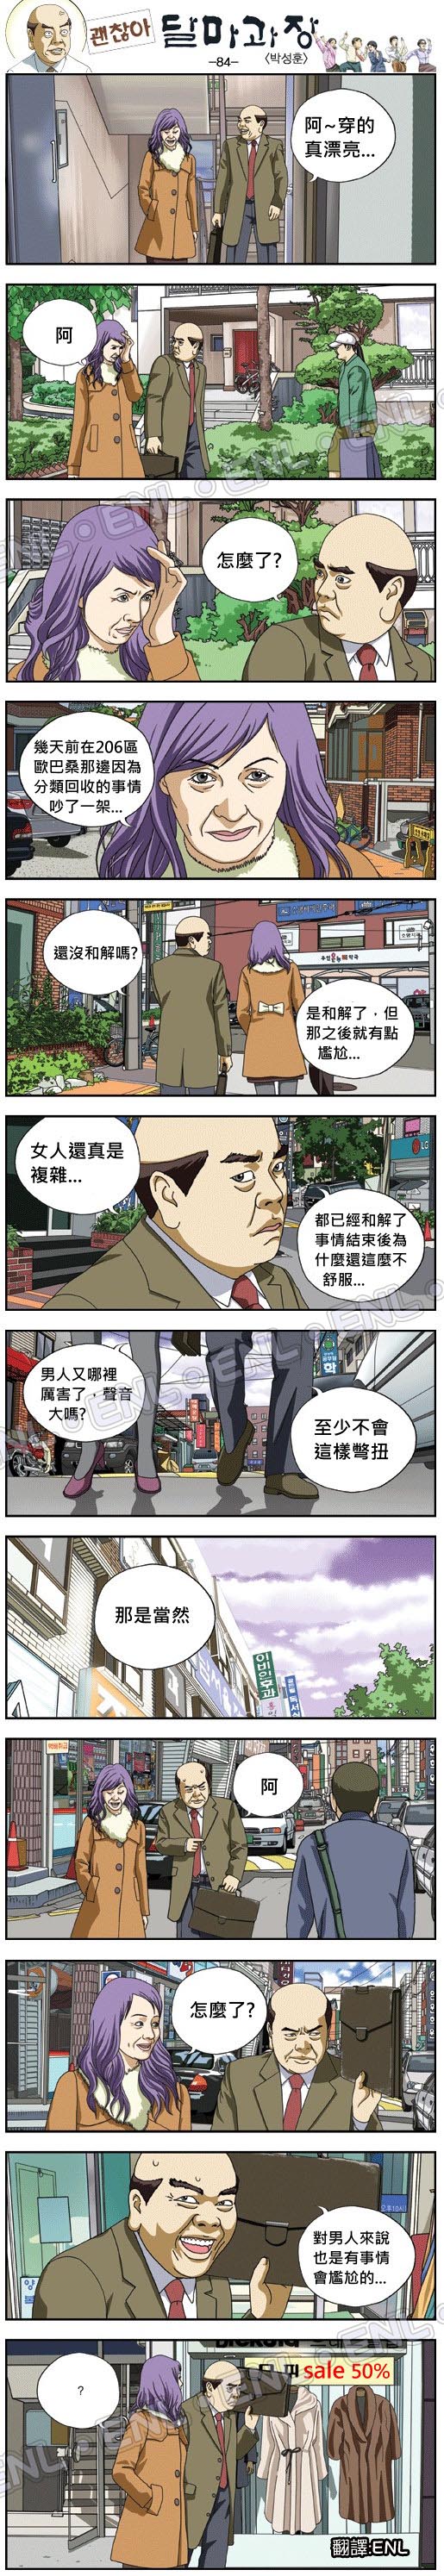 괜찮아
달마과장
-84-
<박성훈>
阿~穿的
真漂亮...
阿
怎麼了?
幾天前在206區
歐巴桑那邊因為
分類回收的事情
吵了一架...
還沒和解嗎?
是和解了，但
那之後就有點
尷尬...
女人還真是
複雜...
都已經和解了
事情結束後為
什麼還這麼不
舒服...
LG
男人又哪裡
厲害了，聲音
大嗎?
至少不會
這樣彆扭
那是當然
阿
怎麼了?
對男人來說
也是有事情
會尷尬的...
?
sale 50%
翻譯:ENL